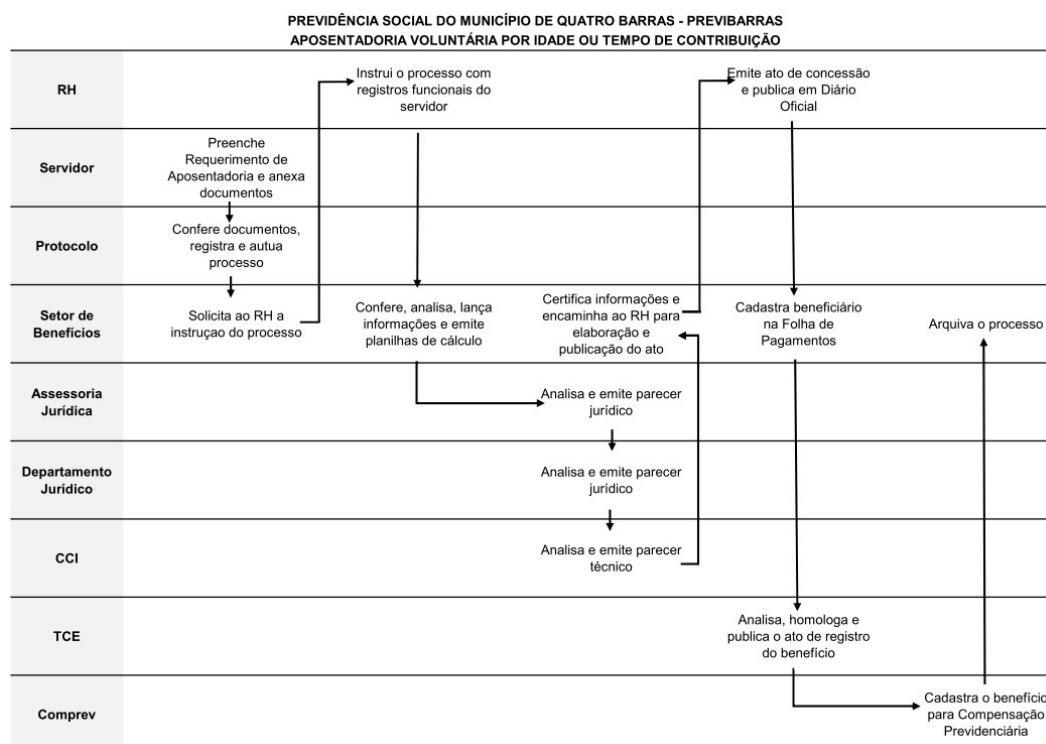 PREVIDÊNCIA SOCIAL DO MUNICÍPIO DE QUATRO BARRAS - PREVIBARRAS
APOSENTADORIA VOLUNTÁRIA POR IDADE OU TEMPO DE CONTRIBUIÇÃO
RH
Instrui o processo com
registros funcionais do
servidor
Emite ato de concessão
e publica em Diário
Oficial
Servidor
Preenche
Requerimento de
Aposentadoria e anexa
documentos
Protocolo
Confere documentos,
registra e autua
processo
Setor de
Benefícios
Solicita ao RH a
instruçao do processo
Confere, analisa, lança
informações e emite
planilhas de cálculo
Certifica informações e
encaminha ao RH para
elaboração e
publicação do ato
Cadastra beneficiário
na Folha de
Pagamentos
Arquiva o processo
Assessoria
Jurídica
Analisa e emite parecer
jurídico
Departamento
Jurídico
Analisa e emite parecer
jurídico
CCI
Analisa e emite parecer
técnico
TCE
Analisa, homologa e
publica o ato de registro
do benefício
Comprev
Cadastra o benefício
para Compensação
Previdenciária